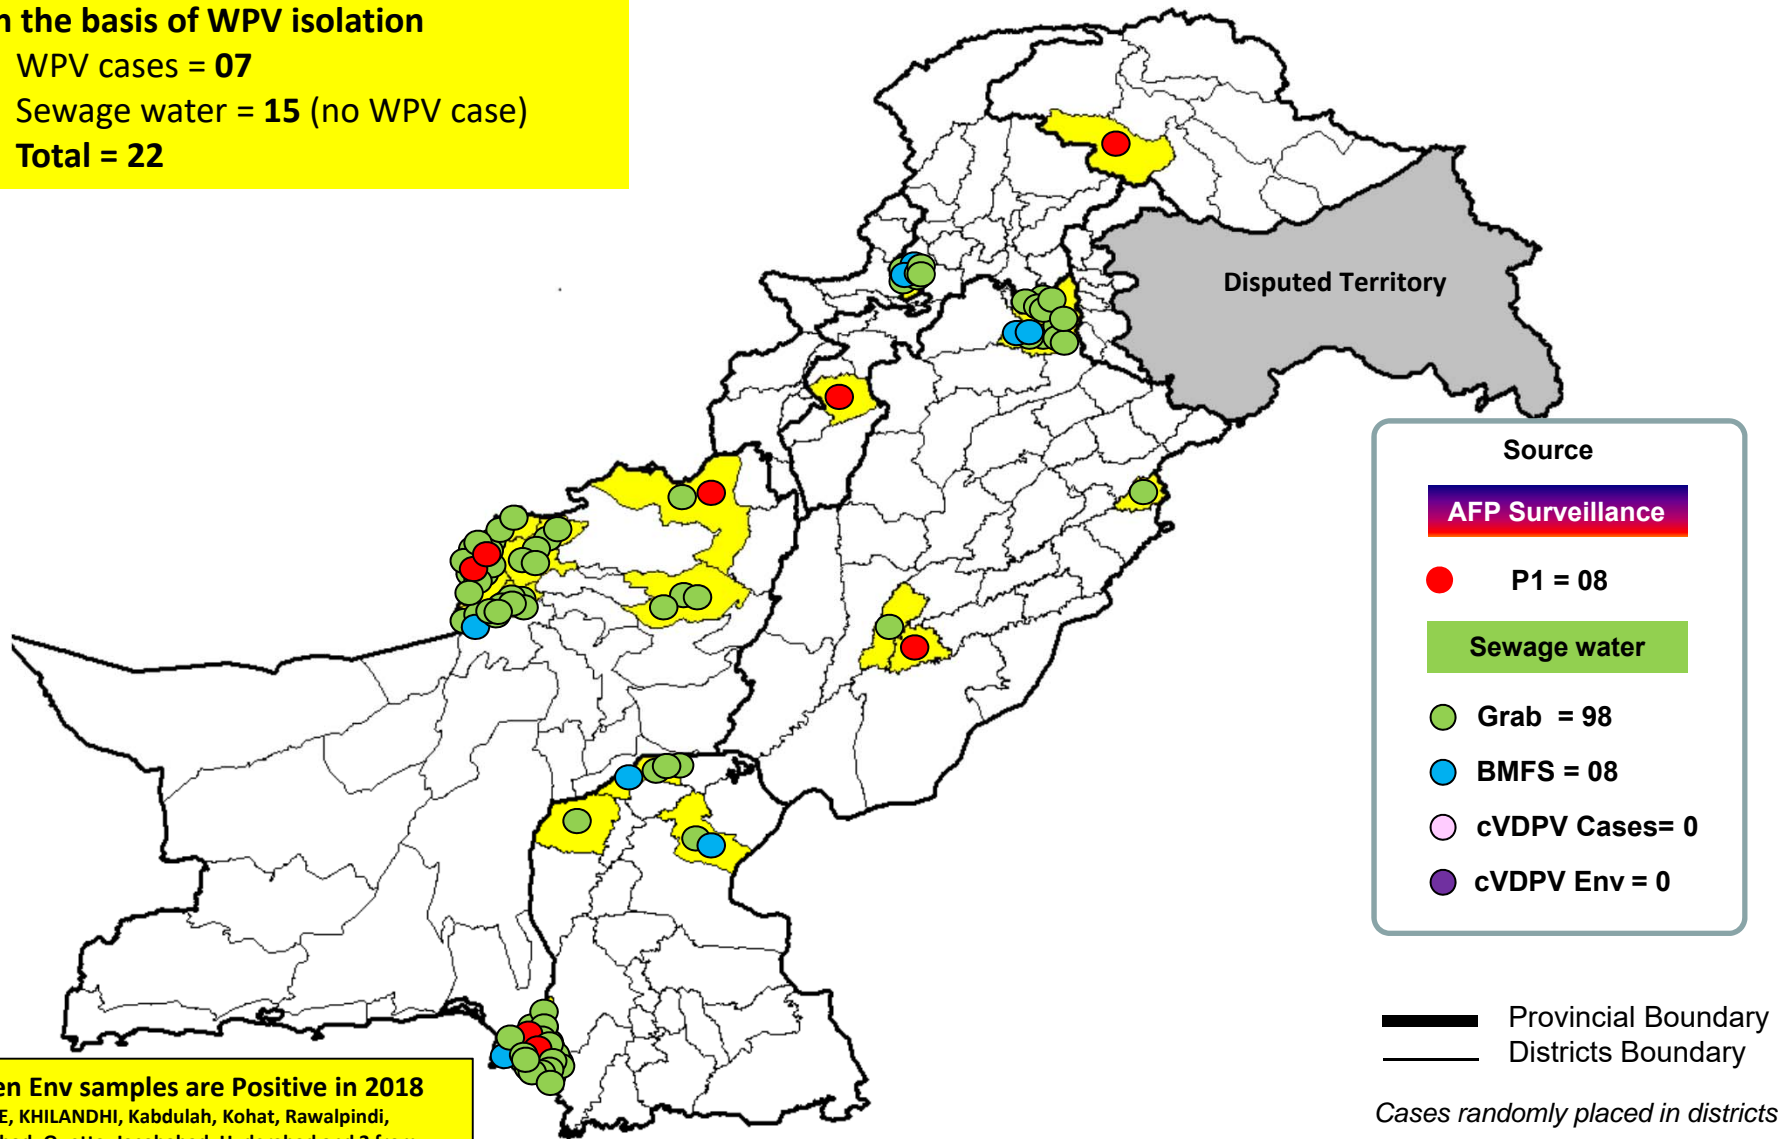 n the basis of WPV isolation
WPV cases = 07
Sewage water = 15 (no WPV case)
Total = 22
Disputed Territory
Source
AFP Surveillance
P1 = 08
Sewage water
Grab = 98
BMFS = 08
cVDPV Cases= 0
cVDPV Env = 0
Provincial Boundary
Districts Boundary
Cases randomly placed in districts
en Env samples are Positive in 2018
E, KHILANDHI, Kabdulah, Kohat, Rawalpindi,